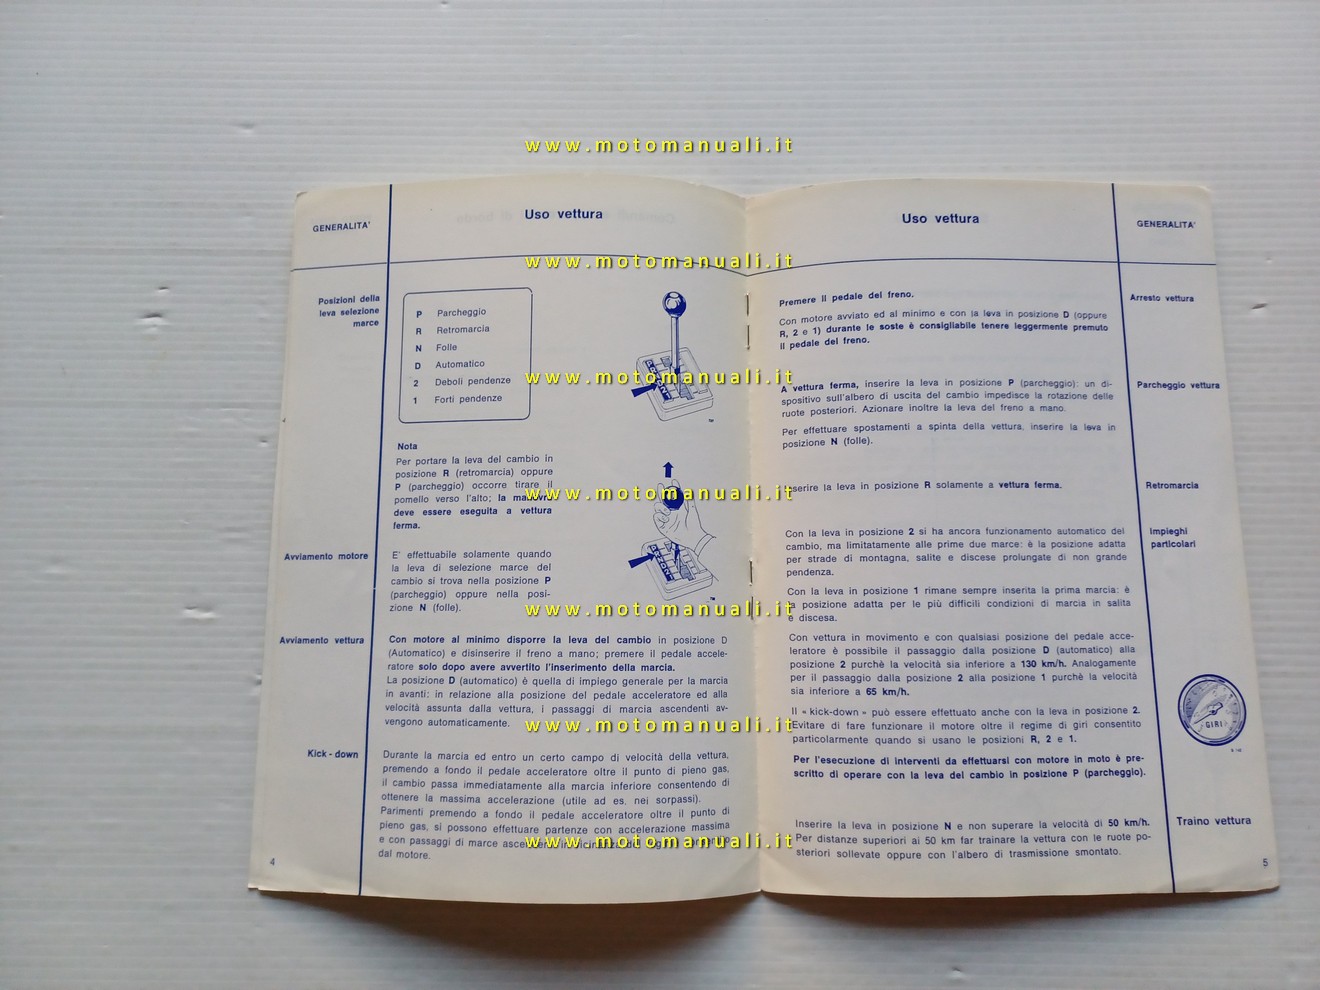 www.motomanuali.it
GENERALITA'
Uso vettura
www.motomanuali.it
Posizioni della
leva selezione
marce
P Parcheggio
R Retromarcia
N Folle
D Automatico
2 Deboli pendenze
1 Forti pendenze
www.motomanuali.it
Nota
Per portare la leva del cambio in
posizione R (retromarcia) oppure
P (parcheggio) occorre tirare il
pomello verso l'alto; la manovra
deve essere eseguita a vettura
ferma.
www.motomanuali.it
Avviamento motore
E' effettuabile solamente quando
la leva di selezione marce del
cambio si trova nella posizione P
(parcheggio) oppure nella posi-
zione N (folle).
www.motomanuali.it
Avviamento vettura
Con motore al minimo disporre la leva del cambio in posizione D
(Automatico) e disinserire il freno a mano; premere il pedale accele-
ratore solo dopo avere avvertito l'inserimento della marcia.
La posizione D (automatico) è quella di impiego generale per la marcia
in avanti: in relazione alla posizione del pedale acceleratore ed alla
velocità assunta dalla vettura, i passaggi di marcia ascendenti av-
vengono automaticamente.
www.motomanuali.it
Kick - down
Durante la marcia ed entro un certo campo di velocità della vettura,
premendo a fondo il pedale acceleratore oltre il punto di pieno gas,
il cambio passa immediatamente alla marcia inferiore consentendo di
ottenere la massima accelerazione (utile ad es. nei sorpassi).
Parimenti premendo a fondo il pedale acceleratore oltre il punto di
pieno gas, si possono effettuare partenze con accelerazione massima
e con passaggi di marce
dal motore.
www.motomanuali.it
4
Uso vettura
GENERALITA'
Premere il pedale del freno.
Arresto vettura
Con motore avviato ed al minimo e con la leva in posizione D (oppure
R, 2 e 1) durante le soste è consigliabile tenere leggermente premuto
il pedale del freno.
A vettura ferma, inserire la leva in posizione P (parcheggio): un di-
spositivo sull'albero di uscita del cambio impedisce la rotazione delle
ruote posteriori. Azionare inoltre la leva del freno a mano.
Parcheggio vettura
Per effettuare spostamenti a spinta della vettura, inserire la leva in
posizione N (folle).
Inserire la leva in posizione R solamente a vettura ferma.
Retromarcia
Con la leva in posizione 2 si ha ancora funzionamento automatico del
cambio, ma limitatamente alle prime due marce: è la posizione adatta
per strade di montagna, salite e discese prolungate di non grande
pendenza.
Impieghi
particolari
Con la leva in posizione 1 rimane sempre inserita la prima marcia: è
la posizione adatta per le più difficili condizioni di marcia in salita
e discesa.
Con vettura in movimento e con qualsiasi posizione del pedale acce-
leratore è possibile il passaggio dalla posizione D (automatico) alla
posizione 2 purchè la velocità sia inferiore a 130 km/h. Analogamente
per il passaggio dalla posizione 2 alla posizione 1 purchè la velocità
sia inferiore a 65 km/h.
Il « kick-down » può essere effettuato anche con la leva in posizione 2.
Evitare di fare funzionare il motore oltre il regime di giri consentito
particolarmente quando si usano le posizioni R, 2 e 1.
GIRI
Per l'esecuzione di interventi da effettuarsi con motore in moto è pre-
scritto di operare con la leva del cambio in posizione P (parcheggio).
Inserire la leva in posizione N e non superare la velocità di 50 km/h.
Per distanze superiori ai 50 km far trainare la vettura con le ruote po-
steriori sollevate oppure con l'albero di trasmissione smontato.
Traino vettura
5